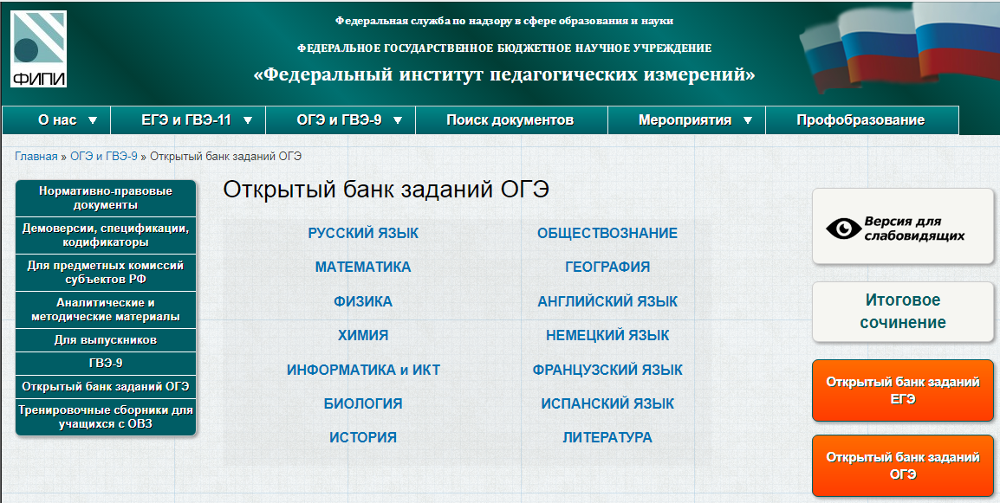 Федеральная служба по надзору в сфере образования и науки
ФЕДЕРАЛЬНОЕ ГОСУДАРСТВЕННОЕ БЮДЖЕТНОЕ НАУЧНОЕ УЧРЕЖДЕНИЕ
«Федеральный институт педагогических измерений»
ФИПИ
О нас ▼ ЕГЭ и ГВЭ-11 ▼ ОГЭ и ГВЭ-9 ▼ Поиск документов Мероприятия ▼ Профобразование
Главная » ОГЭ и ГВЭ-9 » Открытый банк заданий ОГЭ
Нормативно-правовые
документы
Демоверсии, спецификации,
кодификаторы
Для предметных комиссий
субъектов РФ
Аналитические и
методические материалы
Для выпускников
ГВЭ-9
Открытый банк заданий ОГЭ
Тренировочные сборники для
учащихся с ОВЗ
Открытый банк заданий ОГЭ
РУССКИЙ ЯЗЫК ОБЩЕСТВОЗНАНИЕ
МАТЕМАТИКА ГЕОГРАФИЯ
ФИЗИКА АНГЛИЙСКИЙ ЯЗЫК
ХИМИЯ НЕМЕЦКИЙ ЯЗЫК
ИНФОРМАТИКА и ИКТ ФРАНЦУЗСКИЙ ЯЗЫК
БИОЛОГИЯ ИСПАНСКИЙ ЯЗЫК
ИСТОРИЯ ЛИТЕРАТУРА
Версия для
слабовидящих
Итоговое
сочинение
Открытый банк заданий
ЕГЭ
Открытый банк заданий
ОГЭ